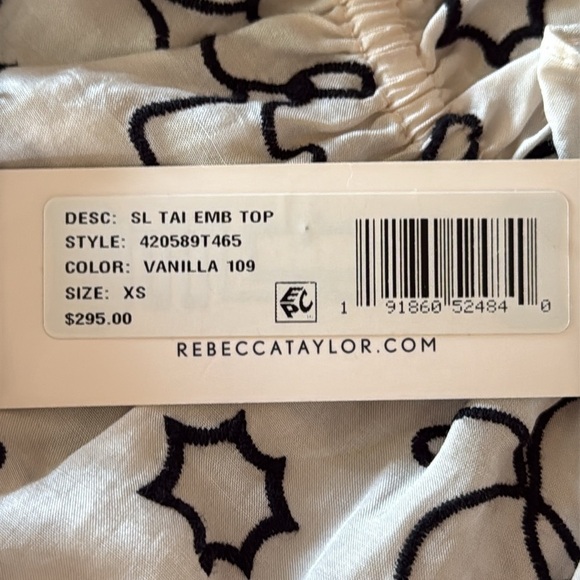 DESC: SL TAI EMB TOP
STYLE: 420589T465
COLOR: VANILLA 109
SIZE: XS
$295.00
EPC
1 91860 52484 0
REBECCATAYLOR.COM